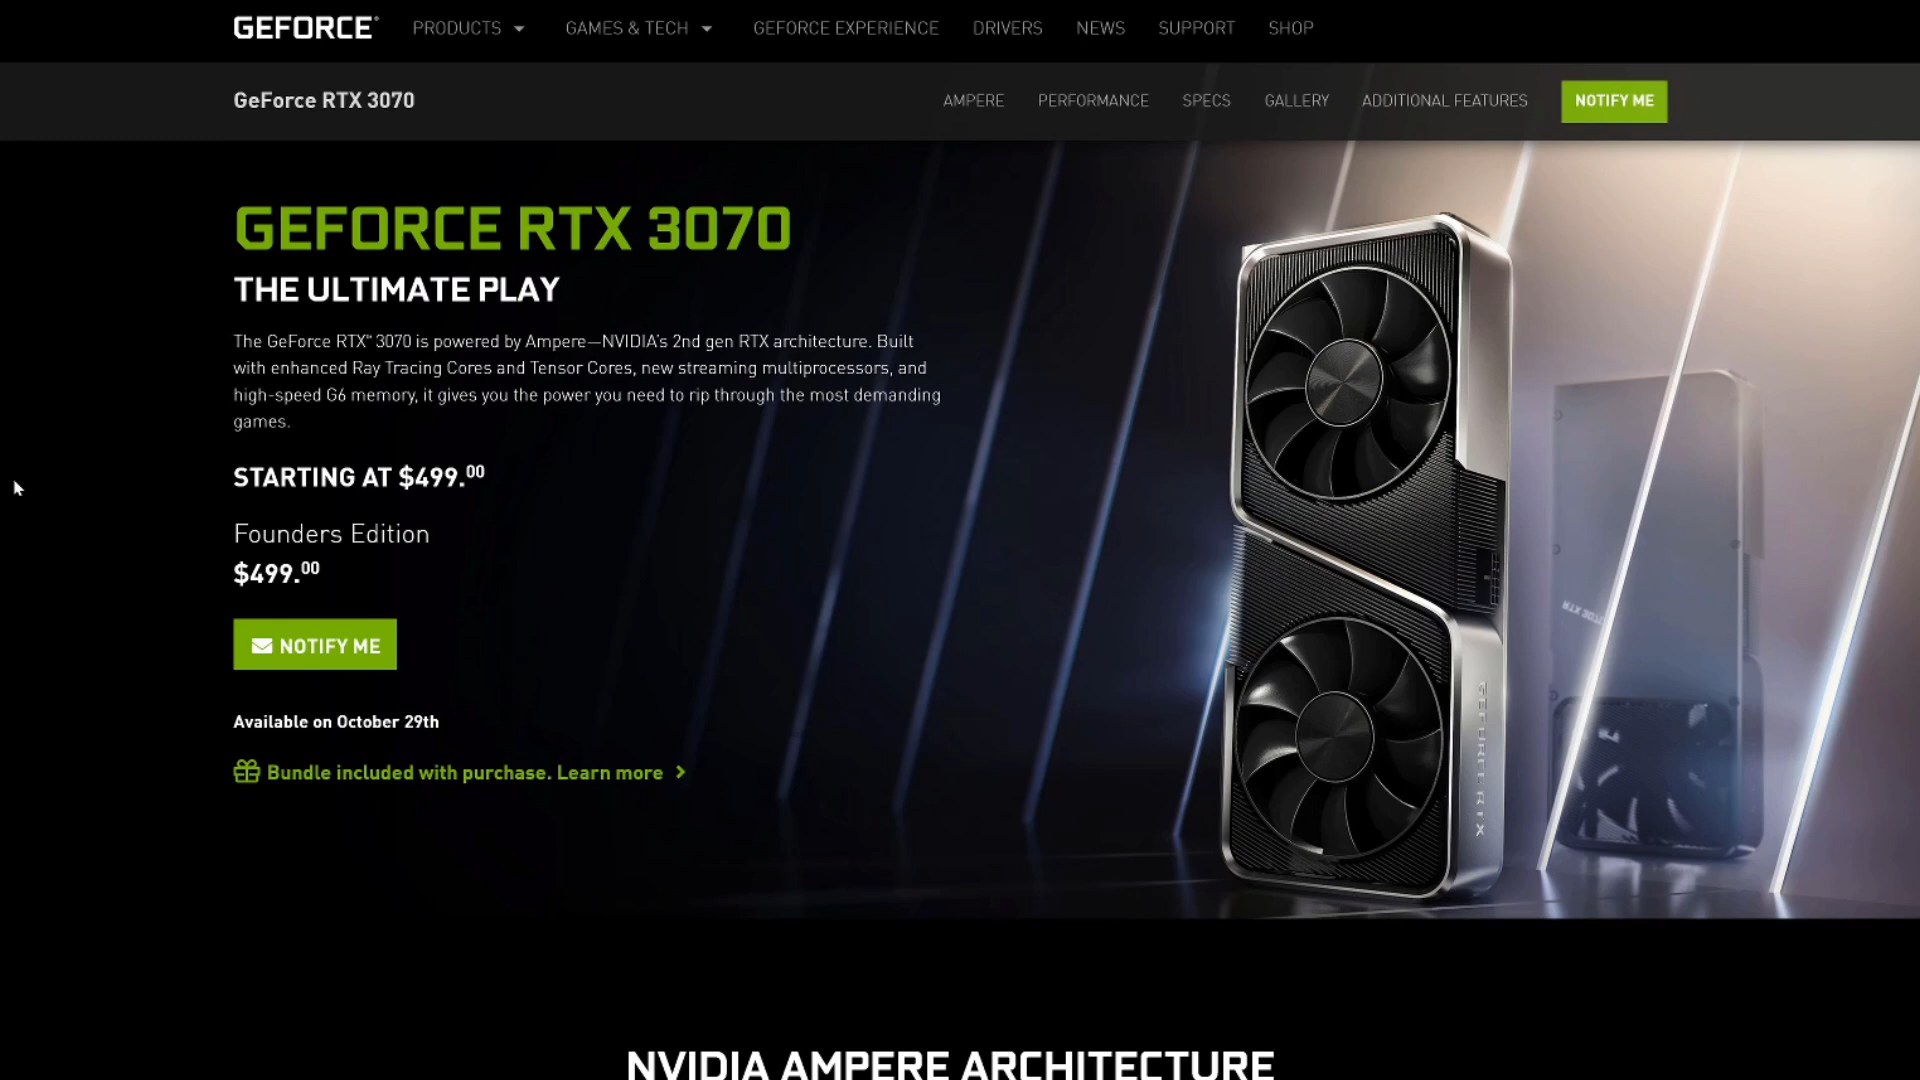 GEFORCE
PRODUCTS
GAMES & TECH
GEFORCE EXPERIENCE
DRIVERS
NEWS
SUPPORT
SHOP
GeForce RTX 3070
AMPERE
PERFORMANCE
SPECS
GALLERY
ADDITIONAL FEATURES
NOTIFY ME
GEFORCE RTX 3070
THE ULTIMATE PLAY
The GeForce RTX™ 3070 is powered by Ampere—NVIDIA's 2nd gen RTX architecture. Built
with enhanced Ray Tracing Cores and Tensor Cores, new streaming multiprocessors, and
high-speed G6 memory, it gives you the power you need to rip through the most demanding
games.
STARTING AT $499.00
Founders Edition
$499.00
NOTIFY ME
Available on October 29th
Bundle included with purchase. Learn more
GEFORCE RTX
RTX 3070
NVIDIA AMPERE ARCHITECTURE